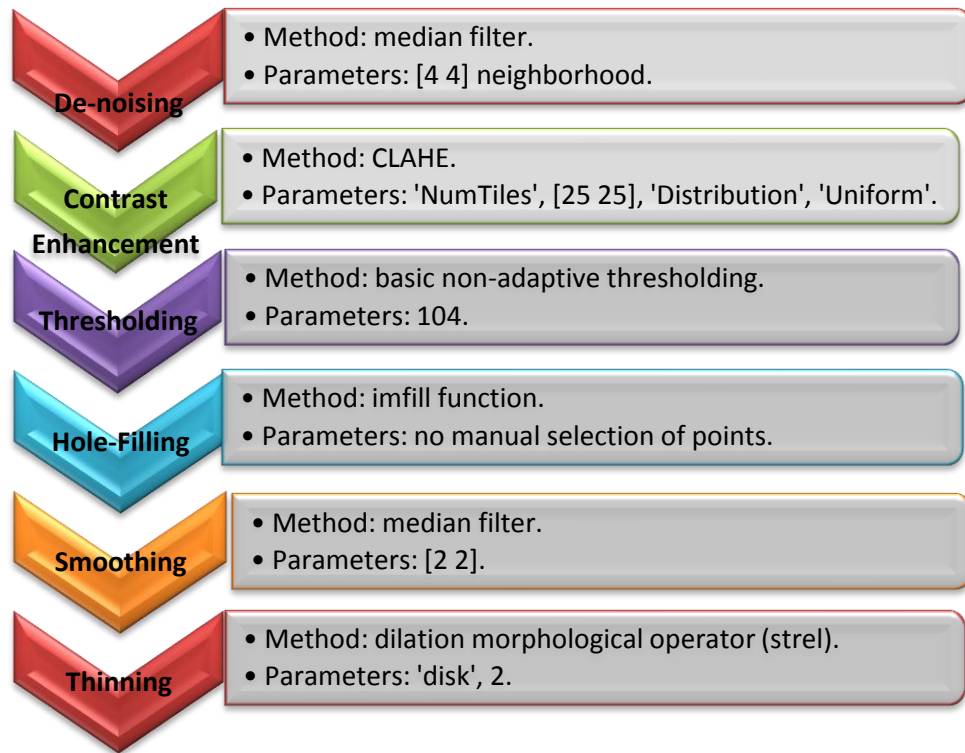 De-noising
• Method: median filter.
• Parameters: [4 4] neighborhood.
Contrast
Enhancement
• Method: CLAHE.
• Parameters: 'NumTiles', [25 25], 'Distribution', 'Uniform'.
Thresholding
• Method: basic non-adaptive thresholding.
• Parameters: 104.
Hole-Filling
• Method: imfill function.
• Parameters: no manual selection of points.
Smoothing
• Method: median filter.
• Parameters: [2 2].
Thinning
• Method: dilation morphological operator (strel).
• Parameters: 'disk', 2.